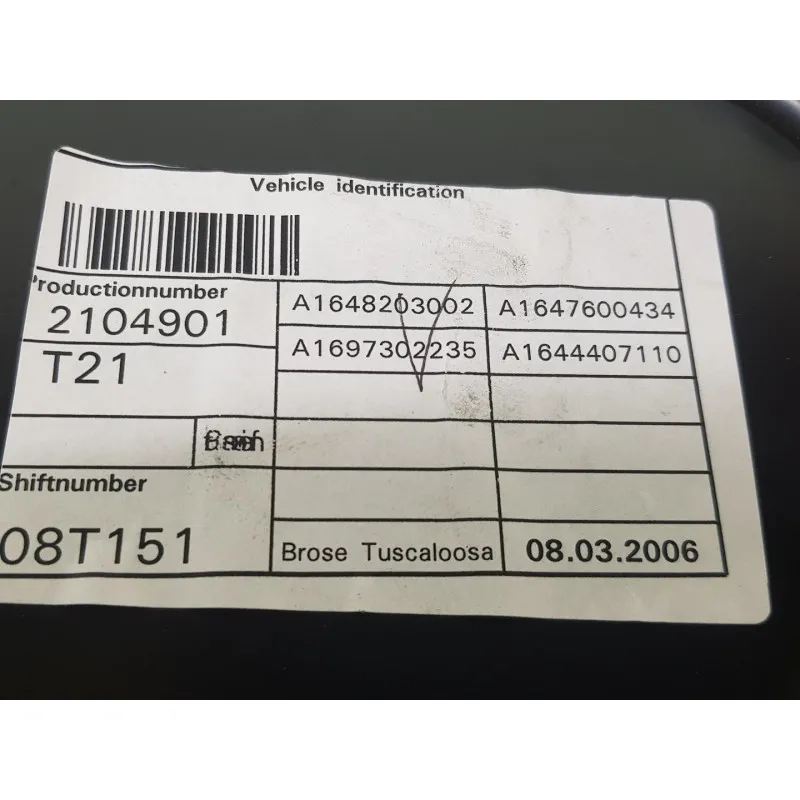 Vehicle identification
Productionnumber
2104901
T21
A1648203002 A1647600434
A1697302235 A1644407110
Shiftnumber
08T151
Brose Tuscaloosa 08.03.2006